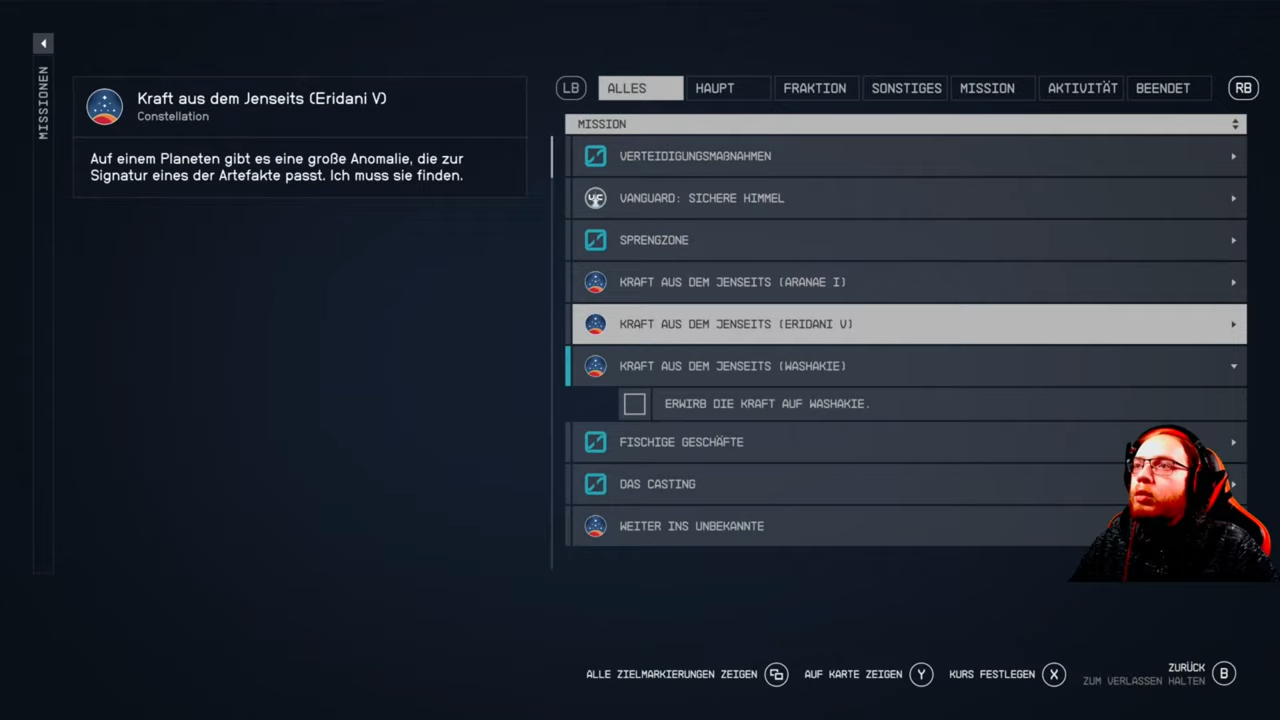 MISSIONEN
Kraft aus dem Jenseits (Eridani V)
Constellation
Auf einem Planeten gibt es eine große Anomalie, die zur
Signatur eines der Artefakte passt. Ich muss sie finden.
LB ALLES HAUPT FRAKTION SONSTIGES MISSION AKTIVITÄT BEENDET RB
MISSION
VERTEIDIGUNGSMAßNAHMEN
VANGUARD: SICHERE HIMMEL
SPRENGZONE
KRAFT AUS DEM JENSEITS (ARANAE I)
KRAFT AUS DEM JENSEITS (ERIDANI V)
KRAFT AUS DEM JENSEITS (WASHAKIE)
ERWIRB DIE KRAFT AUF WASHAKIE.
FISCHIGE GESCHÄFTE
DAS CASTING
WEITER INS UNBEKANNTE
ALLE ZIELMARKIERUNGEN ZEIGEN AUF KARTE ZEIGEN Y KURS FESTLEGEN X ZURÜCK B
ZUM VERLASSEN HALTEN